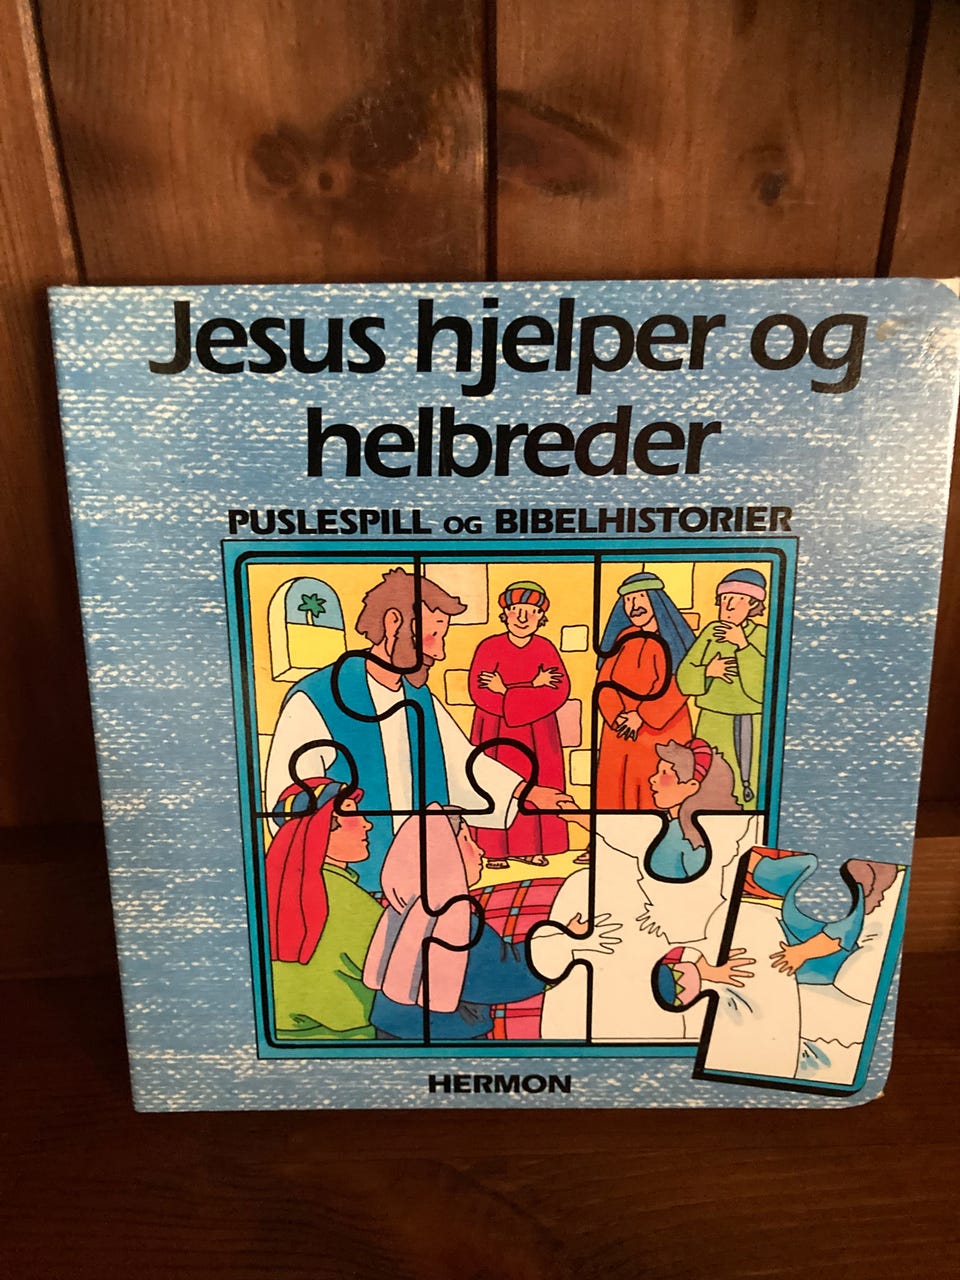 Jesus hjelper og
helbreder
PUSLESPILL OG BIBELHISTORIER
HERMON